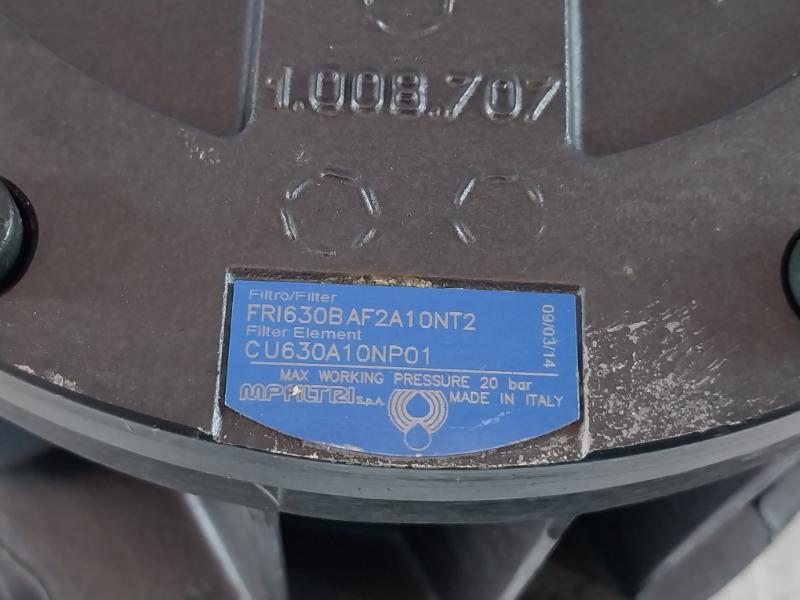 1.008.707
Filtro/Filter
FRI630BAF2A10NT2
Filter Element
CU630A10NP01
09/03/14
MAX WORKING PRESSURE 20 bar
MPFILTRI S.p.A.
MADE IN ITALY